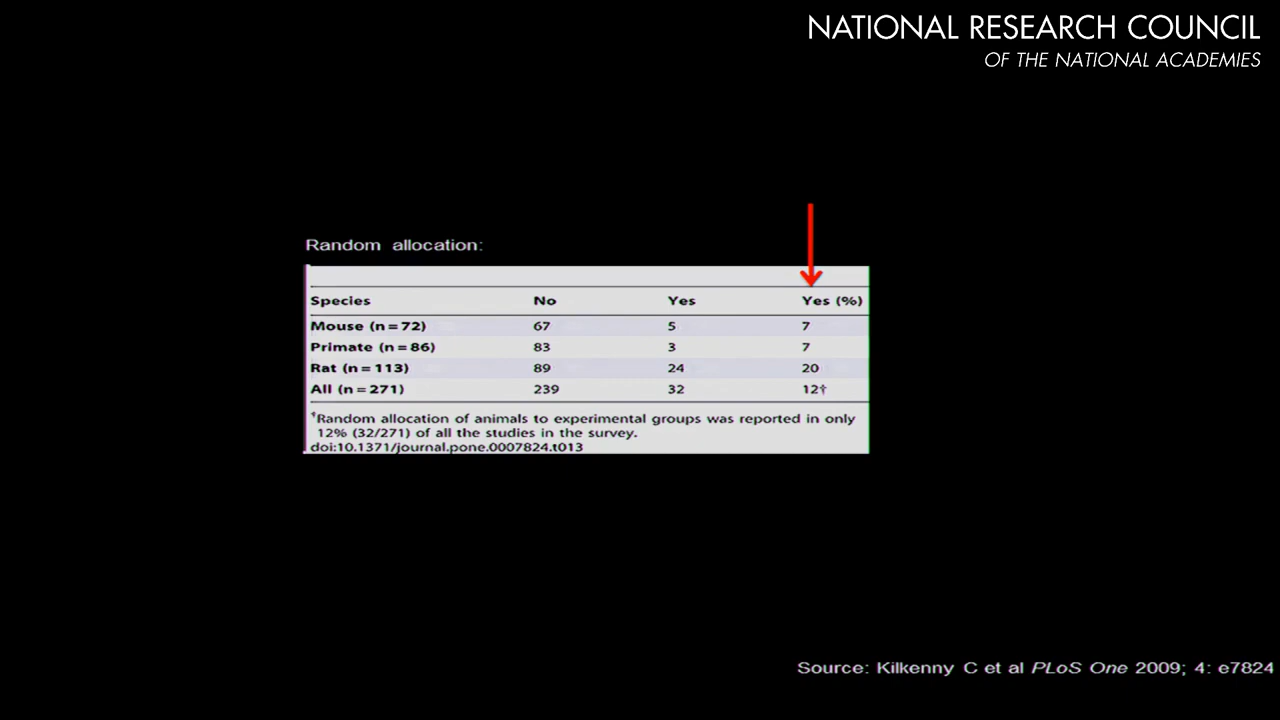 NATIONAL RESEARCH COUNCIL
OF THE NATIONAL ACADEMIES
Random allocation:
Species No Yes Yes (%)
Mouse (n=72) 67 5 7
Primate (n=86) 83 3 7
Rat (n=113) 89 24 20
All (n=271) 239 32 12†
†Random allocation of animals to experimental groups was reported in only
12% (32/271) of all the studies in the survey.
doi:10.1371/journal.pone.0007824.t013
Source: Kilkenny C et al PLoS One 2009; 4: e7824